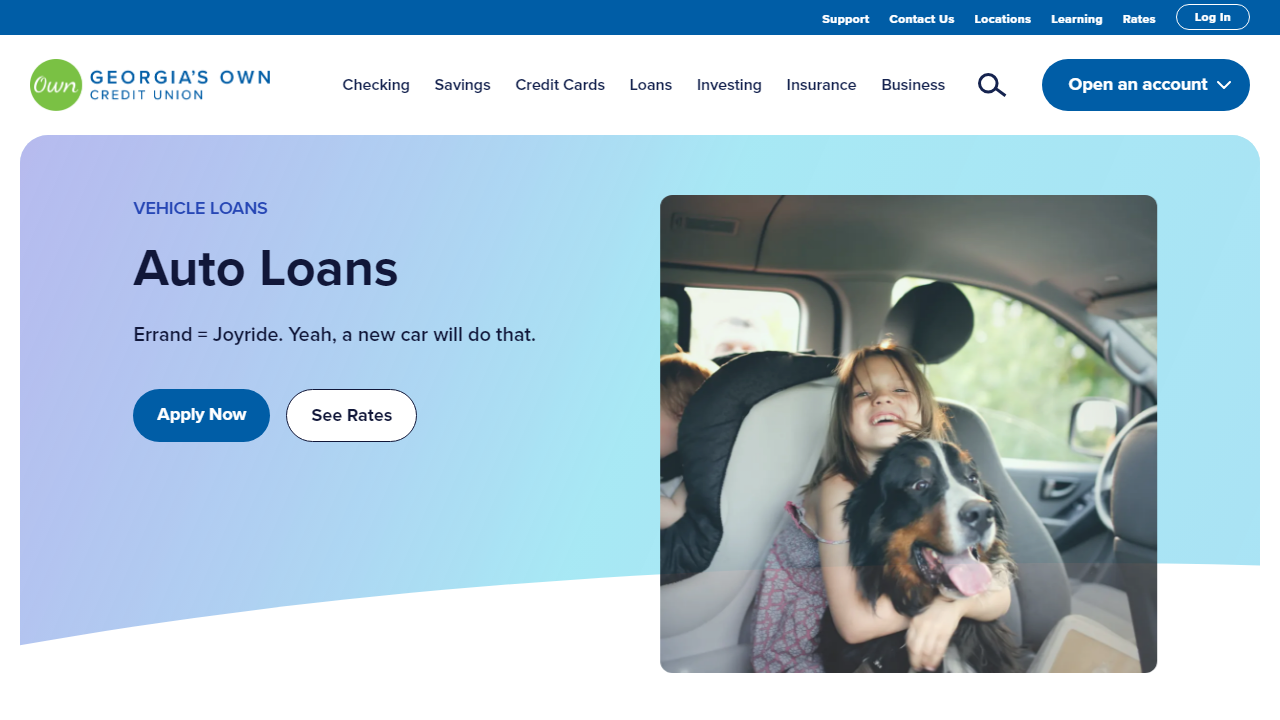 Support Contact Us Locations Learning Rates Log In
Own GEORGIA'S OWN
CREDIT UNION
Checking Savings Credit Cards Loans Investing Insurance Business Open an account
VEHICLE LOANS
Auto Loans
Errand = Joyride. Yeah, a new car will do that.
Apply Now See Rates